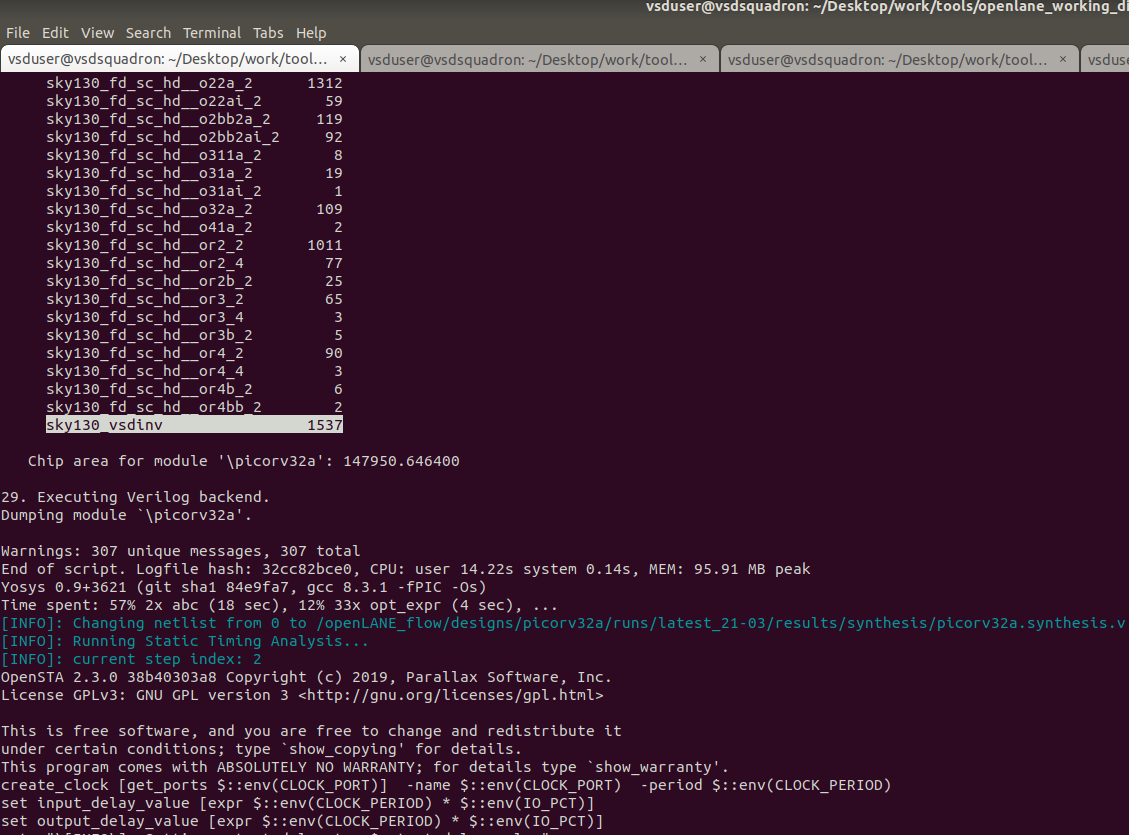 vsduser@vsdsquadron: ~/Desktop/work/tools/openlane_working_di
File Edit View Search Terminal Tabs Help
vsduser@vsdsquadron: ~/Desktop/work/tool... × vsduser@vsdsquadron: ~/Desktop/work/tool... × vsduser@vsdsquadron: ~/Desktop/work/tool... × vsduse
sky130_fd_sc_hd__o22a_2 1312
sky130_fd_sc_hd__o22ai_2 59
sky130_fd_sc_hd__o2bb2a_2 119
sky130_fd_sc_hd__o2bb2ai_2 92
sky130_fd_sc_hd__o311a_2 8
sky130_fd_sc_hd__o31a_2 19
sky130_fd_sc_hd__o31ai_2 1
sky130_fd_sc_hd__o32a_2 109
sky130_fd_sc_hd__o41a_2 2
sky130_fd_sc_hd__or2_2 1011
sky130_fd_sc_hd__or2_4 77
sky130_fd_sc_hd__or2b_2 25
sky130_fd_sc_hd__or3_2 65
sky130_fd_sc_hd__or3_4 3
sky130_fd_sc_hd__or3b_2 5
sky130_fd_sc_hd__or4_2 90
sky130_fd_sc_hd__or4_4 3
sky130_fd_sc_hd__or4b_2 6
sky130_fd_sc_hd__or4bb_2 2
sky130_vsdinv 1537
Chip area for module '\picorv32a': 147950.646400
29. Executing Verilog backend.
Dumping module `\picorv32a'.
Warnings: 307 unique messages, 307 total
End of script. Logfile hash: 32cc82bce0, CPU: user 14.22s system 0.14s, MEM: 95.91 MB peak
Yosys 0.9+3621 (git sha1 84e9fa7, gcc 8.3.1 -fPIC -Os)
Time spent: 57% 2x abc (18 sec), 12% 33x opt_expr (4 sec), ...
[INFO]: Changing netlist from 0 to /openLANE_flow/designs/picorv32a/runs/latest_21-03/results/synthesis/picorv32a.synthesis.v
[INFO]: Running Static Timing Analysis...
[INFO]: current step index: 2
OpenSTA 2.3.0 38b40303a8 Copyright (c) 2019, Parallax Software, Inc.
License GPLv3: GNU GPL version 3 <http://gnu.org/licenses/gpl.html>
This is free software, and you are free to change and redistribute it
under certain conditions; type `show_copying' for details.
This program comes with ABSOLUTELY NO WARRANTY; for details type `show_warranty'.
create_clock [get_ports $::env(CLOCK_PORT)] -name $::env(CLOCK_PORT) -period $::env(CLOCK_PERIOD)
set input_delay_value [expr $::env(CLOCK_PERIOD) * $::env(IO_PCT)]
set output_delay_value [expr $::env(CLOCK_PERIOD) * $::env(IO_PCT)]